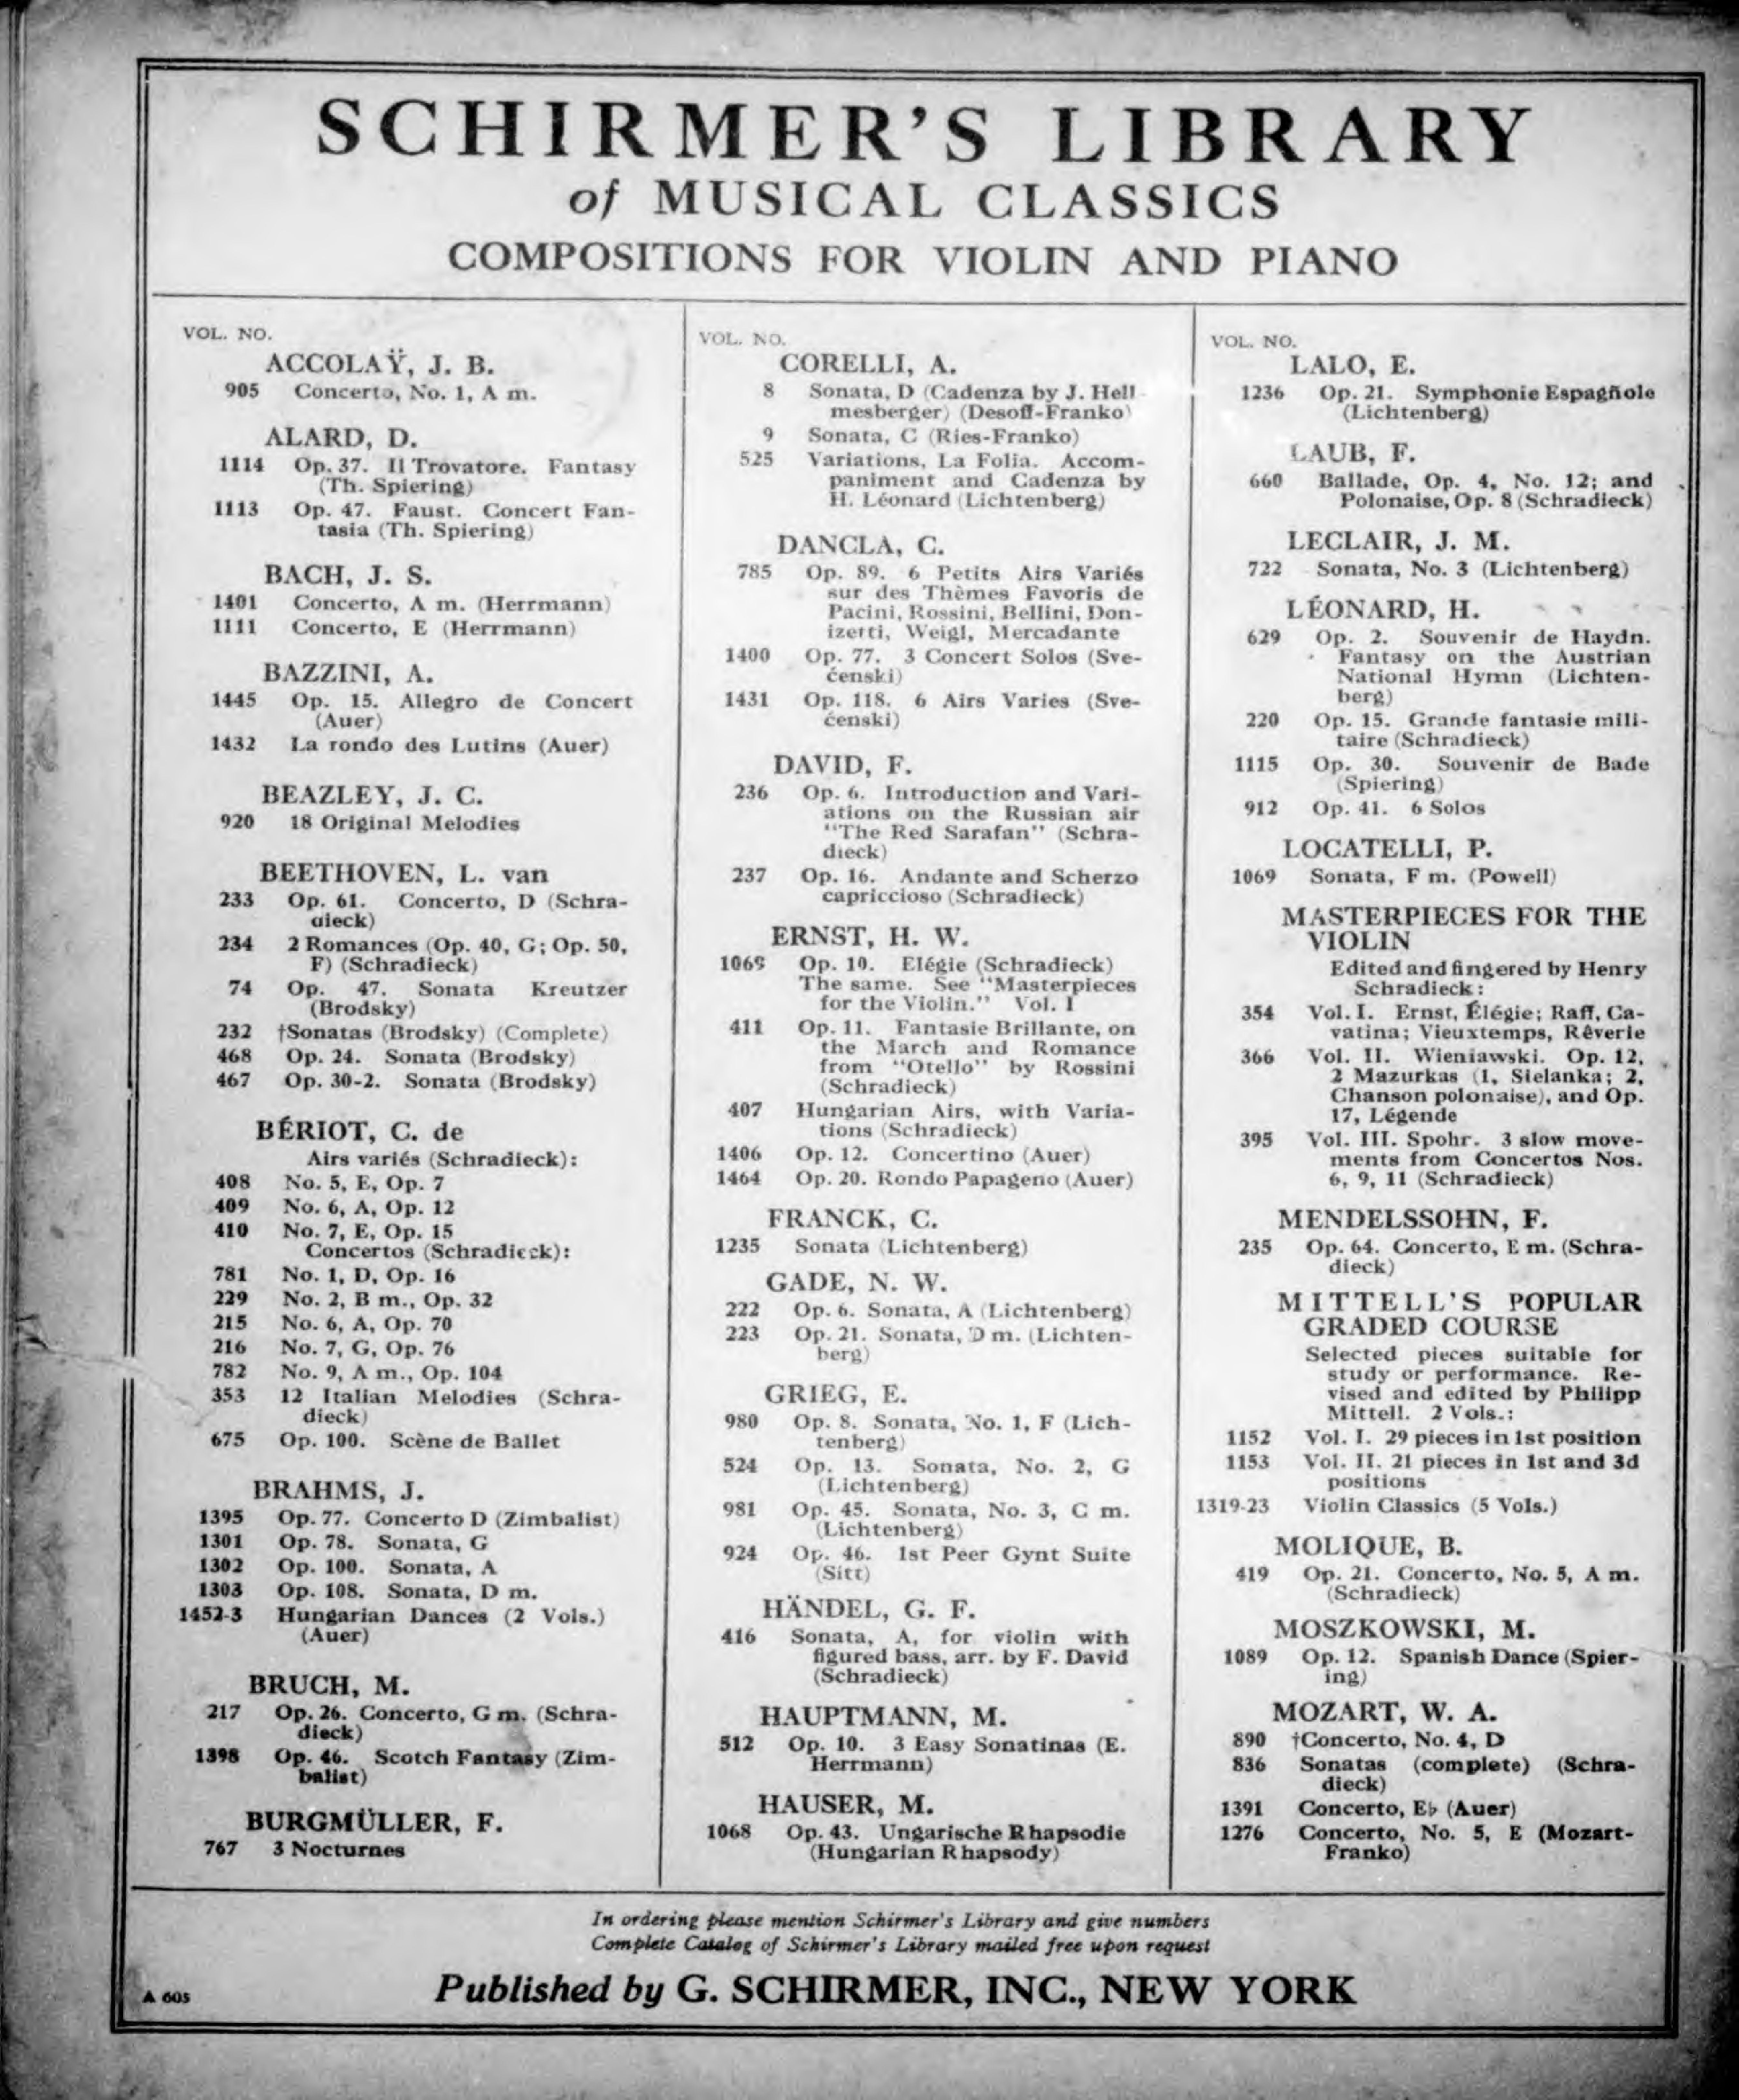 SCHIRMER'S LIBRARY
of MUSICAL CLASSICS
COMPOSITIONS FOR VIOLIN AND PIANO
VOL. NO.
ACCOLAŸ, J. B.
905 Concerto, No. 1, A m.
ALARD, D.
1114 Op. 37. Il Trovatore. Fantasy
(Th. Spiering)
1113 Op. 47. Faust. Concert Fan-
tasia (Th. Spiering)
BACH, J. S.
1401 Concerto, A m. (Herrmann)
1111 Concerto, E (Herrmann)
BAZZINI, A.
1445 Op. 15. Allegro de Concert
(Auer)
1432 La rondo des Lutins (Auer)
BEAZLEY, J. C.
920 18 Original Melodies
BEETHOVEN, L. van
233 Op. 61. Concerto, D (Schra-
dieck)
234 2 Romances (Op. 40, G; Op. 50,
F) (Schradieck)
74 Op. 47. Sonata Kreutzer
(Brodsky)
232 †Sonatas (Brodsky) (Complete)
468 Op. 24. Sonata (Brodsky)
467 Op. 30-2. Sonata (Brodsky)
BÉRIOT, C. de
Airs variés (Schradieck):
408 No. 5, E, Op. 7
409 No. 6, A, Op. 12
410 No. 7, E, Op. 15
Concertos (Schradieck):
781 No. 1, D, Op. 16
229 No. 2, B m., Op. 32
215 No. 6, A, Op. 70
216 No. 7, G, Op. 76
782 No. 9, A m., Op. 104
353 12 Italian Melodies (Schra-
dieck)
675 Op. 100. Scène de Ballet
BRAHMS, J.
1395 Op. 77. Concerto D (Zimbalist)
1301 Op. 78. Sonata, G
1302 Op. 100. Sonata, A
1303 Op. 108. Sonata, D m.
1452-3 Hungarian Dances (2 Vols.)
(Auer)
BRUCH, M.
217 Op. 26. Concerto, G m. (Schra-
dieck)
1398 Op. 46. Scotch Fantasy (Zim-
balist)
BURGMÜLLER, F.
767 3 Nocturnes
VOL. NO.
CORELLI, A.
8 Sonata, D (Cadenza by J. Hell-
mesberger) (Desoff-Franko)
9 Sonata, C (Ries-Franko)
525 Variations, La Folia. Accom-
paniment and Cadenza by
H. Léonard (Lichtenberg)
DANCLA, C.
785 Op. 89. 6 Petits Airs Variés
sur des Thèmes Favoris de
Pacini, Rossini, Bellini, Don-
izetti, Weigl, Mercadante
1400 Op. 77. 3 Concert Solos (Sve-
ćenski)
1431 Op. 118. 6 Airs Varies (Sve-
ćenski)
DAVID, F.
236 Op. 6. Introduction and Vari-
ations on the Russian air
"The Red Sarafan" (Schra-
dieck)
237 Op. 16. Andante and Scherzo
capriccioso (Schradieck)
ERNST, H. W.
1069 Op. 10. Elégie (Schradieck)
The same. See "Masterpieces
for the Violin." Vol. I
411 Op. 11. Fantasie Brillante, on
the March and Romance
from "Otello" by Rossini
(Schradieck)
407 Hungarian Airs, with Varia-
tions (Schradieck)
1406 Op. 12. Concertino (Auer)
1464 Op. 20. Rondo Papageno (Auer)
FRANCK, C.
1235 Sonata (Lichtenberg)
GADE, N. W.
222 Op. 6. Sonata, A (Lichtenberg)
223 Op. 21. Sonata, D m. (Lichten-
berg)
GRIEG, E.
980 Op. 8. Sonata, No. 1, F (Lich-
tenberg)
524 Op. 13. Sonata, No. 2, G
(Lichtenberg)
981 Op. 45. Sonata, No. 3, C m.
(Lichtenberg)
924 Op. 46. 1st Peer Gynt Suite
(Sitt)
HÄNDEL, G. F.
416 Sonata, A, for violin with
figured bass, arr. by F. David
(Schradieck)
HAUPTMANN, M.
512 Op. 10. 3 Easy Sonatinas (E.
Herrmann)
HAUSER, M.
1068 Op. 43. Ungarische Rhapsodie
(Hungarian Rhapsody)
VOL. NO.
LALO, E.
1236 Op. 21. Symphonie Espagñole
(Lichtenberg)
LAUB, F.
660 Ballade, Op. 4, No. 12; and
Polonaise, Op. 8 (Schradieck)
LECLAIR, J. M.
722 Sonata, No. 3 (Lichtenberg)
LÉONARD, H.
629 Op. 2. Souvenir de Haydn.
Fantasy on the Austrian
National Hymn (Lichten-
berg)
220 Op. 15. Grande fantasie mili-
taire (Schradieck)
1115 Op. 30. Souvenir de Bade
(Spiering)
912 Op. 41. 6 Solos
LOCATELLI, P.
1069 Sonata, F m. (Powell)
MASTERPIECES FOR THE
VIOLIN
Edited and fingered by Henry
Schradieck:
354 Vol. I. Ernst, Élégie; Raff, Ca-
vatina; Vieuxtemps, Rêverie
366 Vol. II. Wieniawski. Op. 12,
2 Mazurkas (1, Sielanka; 2,
Chanson polonaise), and Op.
17, Légende
395 Vol. III. Spohr. 3 slow move-
ments from Concertos Nos.
6, 9, 11 (Schradieck)
MENDELSSOHN, F.
235 Op. 64. Concerto, E m. (Schra-
dieck)
MITTELL'S POPULAR
GRADED COURSE
Selected pieces suitable for
study or performance. Re-
vised and edited by Philipp
Mittell. 2 Vols.:
1152 Vol. I. 29 pieces in 1st position
1153 Vol. II. 21 pieces in 1st and 3d
positions
1319-23 Violin Classics (5 Vols.)
MOLIQUE, B.
419 Op. 21. Concerto, No. 5, A m.
(Schradieck)
MOSZKOWSKI, M.
1089 Op. 12. Spanish Dance (Spier-
ing)
MOZART, W. A.
890 †Concerto, No. 4, D
836 Sonatas (complete) (Schra-
dieck)
1391 Concerto, E♭ (Auer)
1276 Concerto, No. 5, E (Mozart-
Franko)
In ordering please mention Schirmer's Library and give numbers
Complete Catalog of Schirmer's Library mailed free upon request
A 605
Published by G. SCHIRMER, INC., NEW YORK